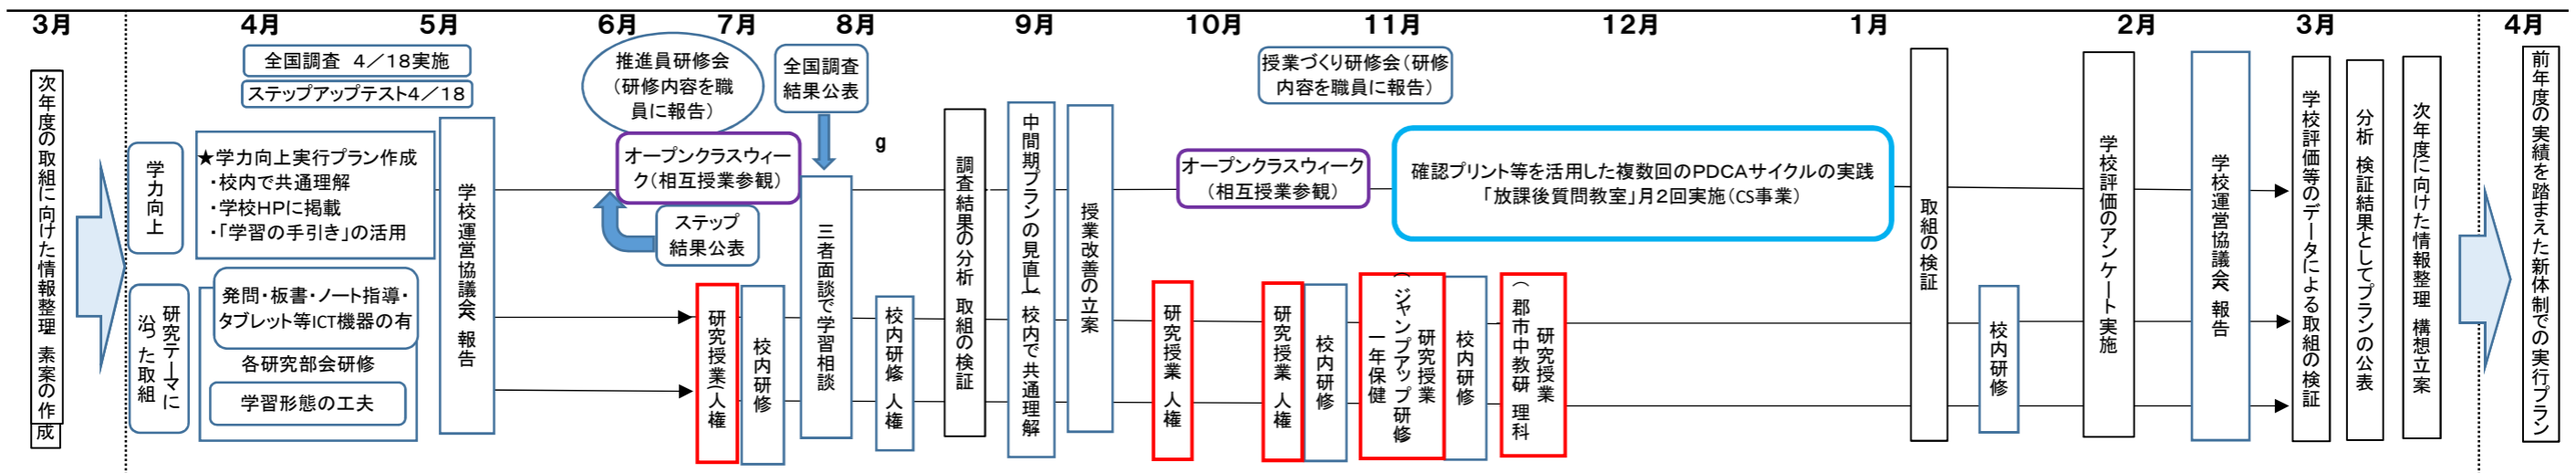 3月
4月
5月
6月
7月
8月
9月
10月
11月
12月
1月
2月
3月
4月
次年度の取組に向けた情報整理 素案の作成
全国調査 4/18実施
ステップアップテスト4/18
学力向上
★学力向上実行プラン作成
・校内で共通理解
・学校HPに掲載
・「学習の手引き」の活用
研究テーマに
沿った取組
発問・板書・ノート指導・
タブレット等ICT機器の有
各研究部会研修
学習形態の工夫
学校運営協議会 報告
推進員研修会
(研修内容を職
員に報告)
オープンクラスウィー
ク(相互授業参観)
ステップ
結果公表
研究授業(人権
校内研修
全国調査
結果公表
三者面談で学習相談
g
校内研修 人権
調査結果の分析 取組の検証
中間期プランの見直し 校内で共通理解
授業改善の立案
研究授業 人権
オープンクラスウィーク
(相互授業参観)
授業づくり研修会(研修
内容を職員に報告)
研究授業 人権
校内研修
研究授業
(ジャンプアップ研修
一年保健
校内研修
研究授業
(郡市中教研 理科
確認プリント等を活用した複数回のPDCAサイクルの実践
「放課後質問教室」月2回実施(CS事業)
取組の検証
校内研修
学校評価のアンケート実施
学校運営協議会 報告
学校評価等のデータによる取組の検証
分析 検証結果としてプランの公表
次年度に向けた情報整理 構想立案
前年度の実績を踏まえた新体制での実行プラン